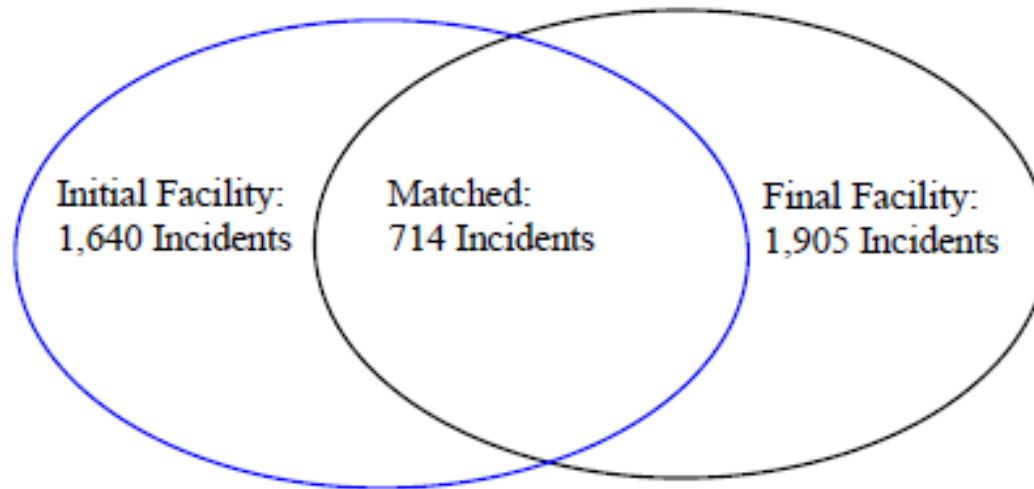 Initial Facility:
1,640 Incidents
Matched:
714 Incidents
Final Facility:
1,905 Incidents